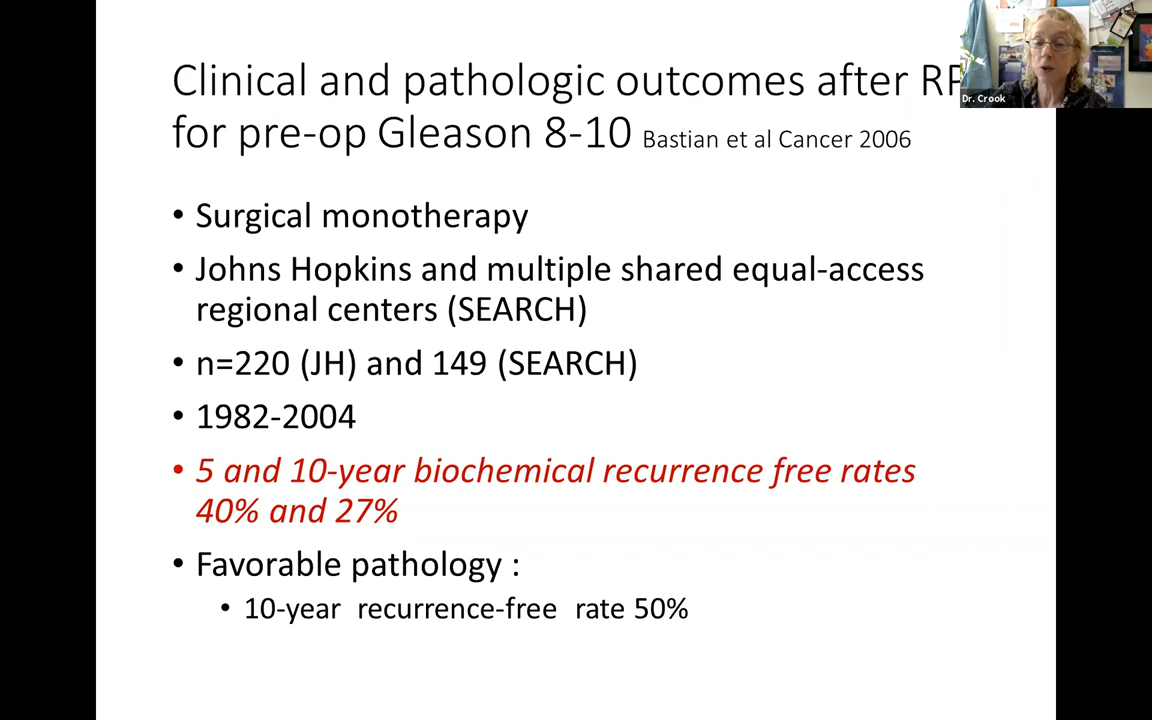 Clinical and pathologic outcomes after RP
for pre-op Gleason 8-10 Bastian et al Cancer 2006
Dr. Crook
• Surgical monotherapy
• Johns Hopkins and multiple shared equal-access
regional centers (SEARCH)
• n=220 (JH) and 149 (SEARCH)
• 1982-2004
• 5 and 10-year biochemical recurrence free rates
40% and 27%
• Favorable pathology :
• 10-year recurrence-free rate 50%